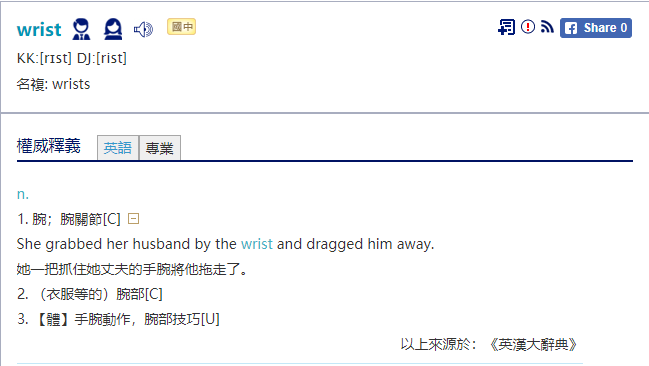 wrist 國中 Share 0
KK:[rɪst] DJ:[rist]
名複: wrists
權威釋義 英語 專業
n.
1. 腕；腕關節[C]
She grabbed her husband by the wrist and dragged him away.
她一把抓住她丈夫的手腕將他拖走了。
2. （衣服等的）腕部[C]
3. 【體】手腕動作，腕部技巧[U]
以上來源於：《英漢大辭典》